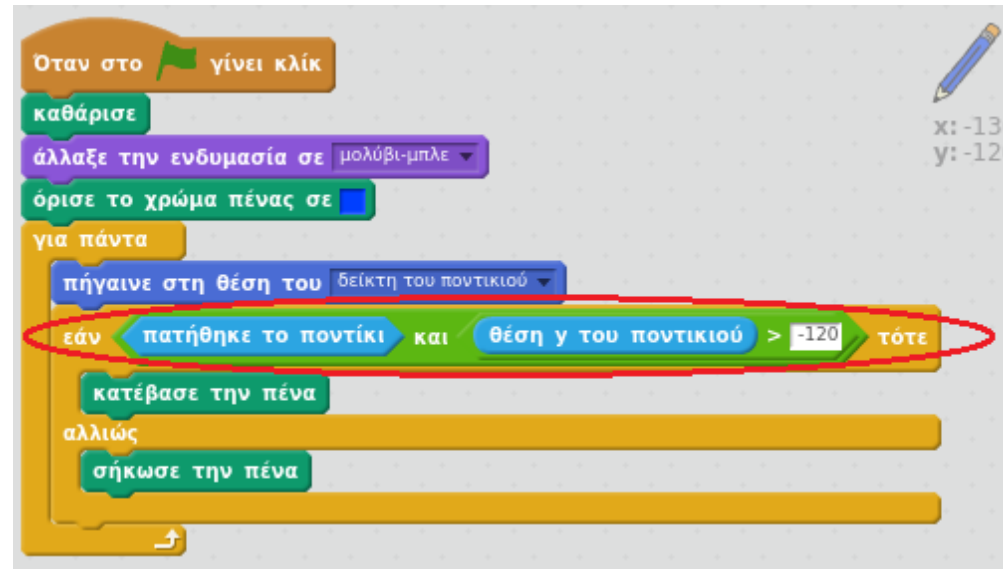 Όταν στο γίνει κλίκ
καθάρισε
άλλαξε την ενδυμασία σε μολύβι-μπλε
όρισε το χρώμα πένας σε
για πάντα
πήγαινε στη θέση του δείκτη του ποντικιού
εάν πατήθηκε το ποντίκι και θέση y του ποντικιού > -120 τότε
κατέβασε την πένα
αλλιώς
σήκωσε την πένα
x: -13
y: -12